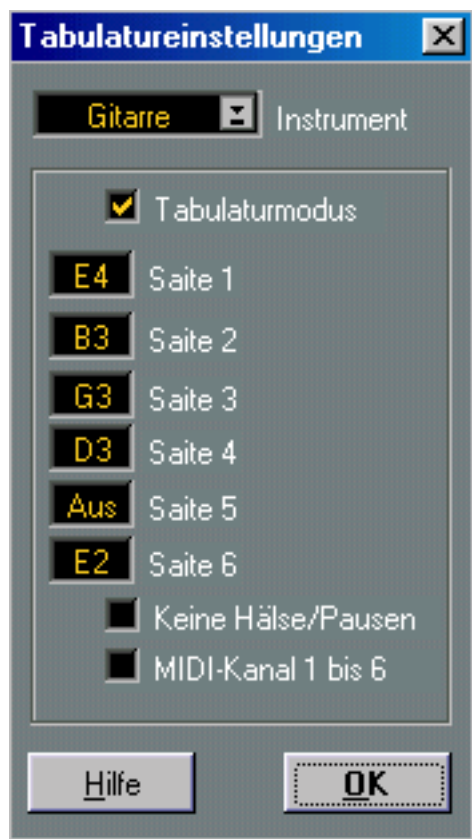 Tabulatureinstellungen
Gitarre Instrument
Tabulaturmodus
E4 Saite 1
B3 Saite 2
G3 Saite 3
D3 Saite 4
Aus Saite 5
E2 Saite 6
Keine Hälse/Pausen
MIDI-Kanal 1 bis 6
Hilfe OK